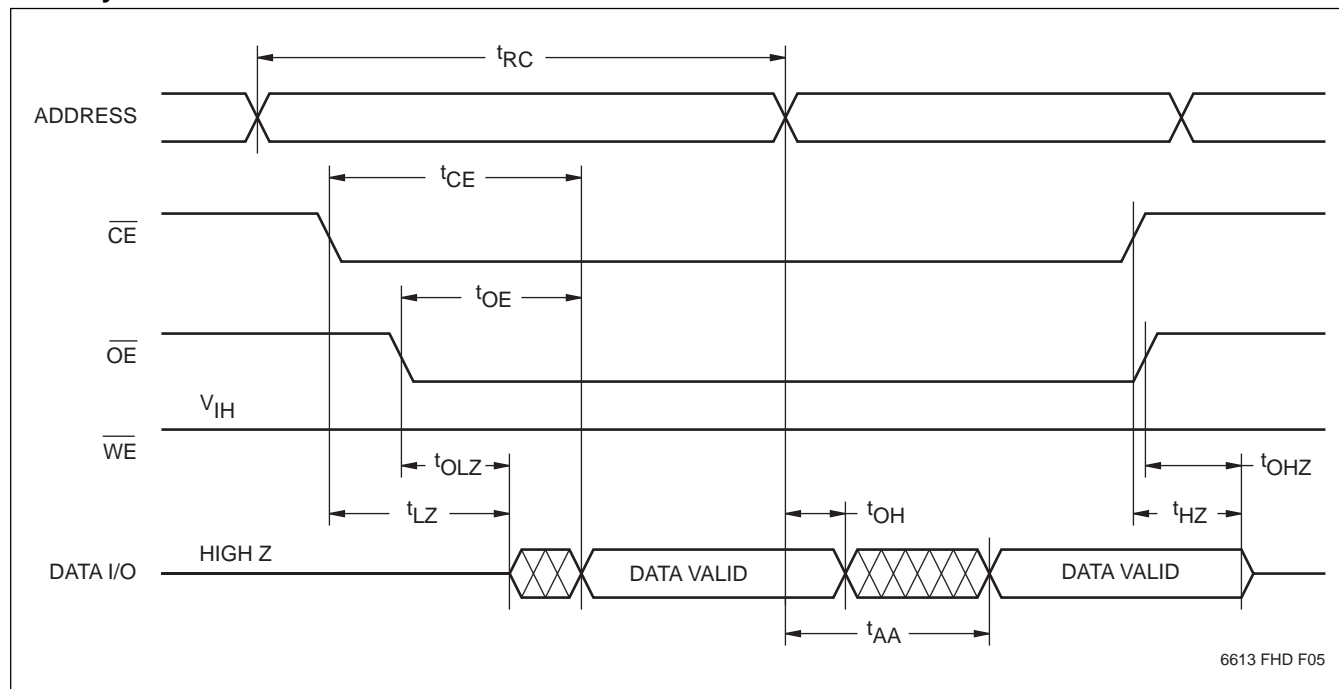 tRC
ADDRESS
tCE
CE
tOE
OE
VIH
WE
tOLZ
tOHZ
tLZ
tOH
tHZ
HIGH Z
DATA I/O
DATA VALID
DATA VALID
tAA
6613 FHD F05